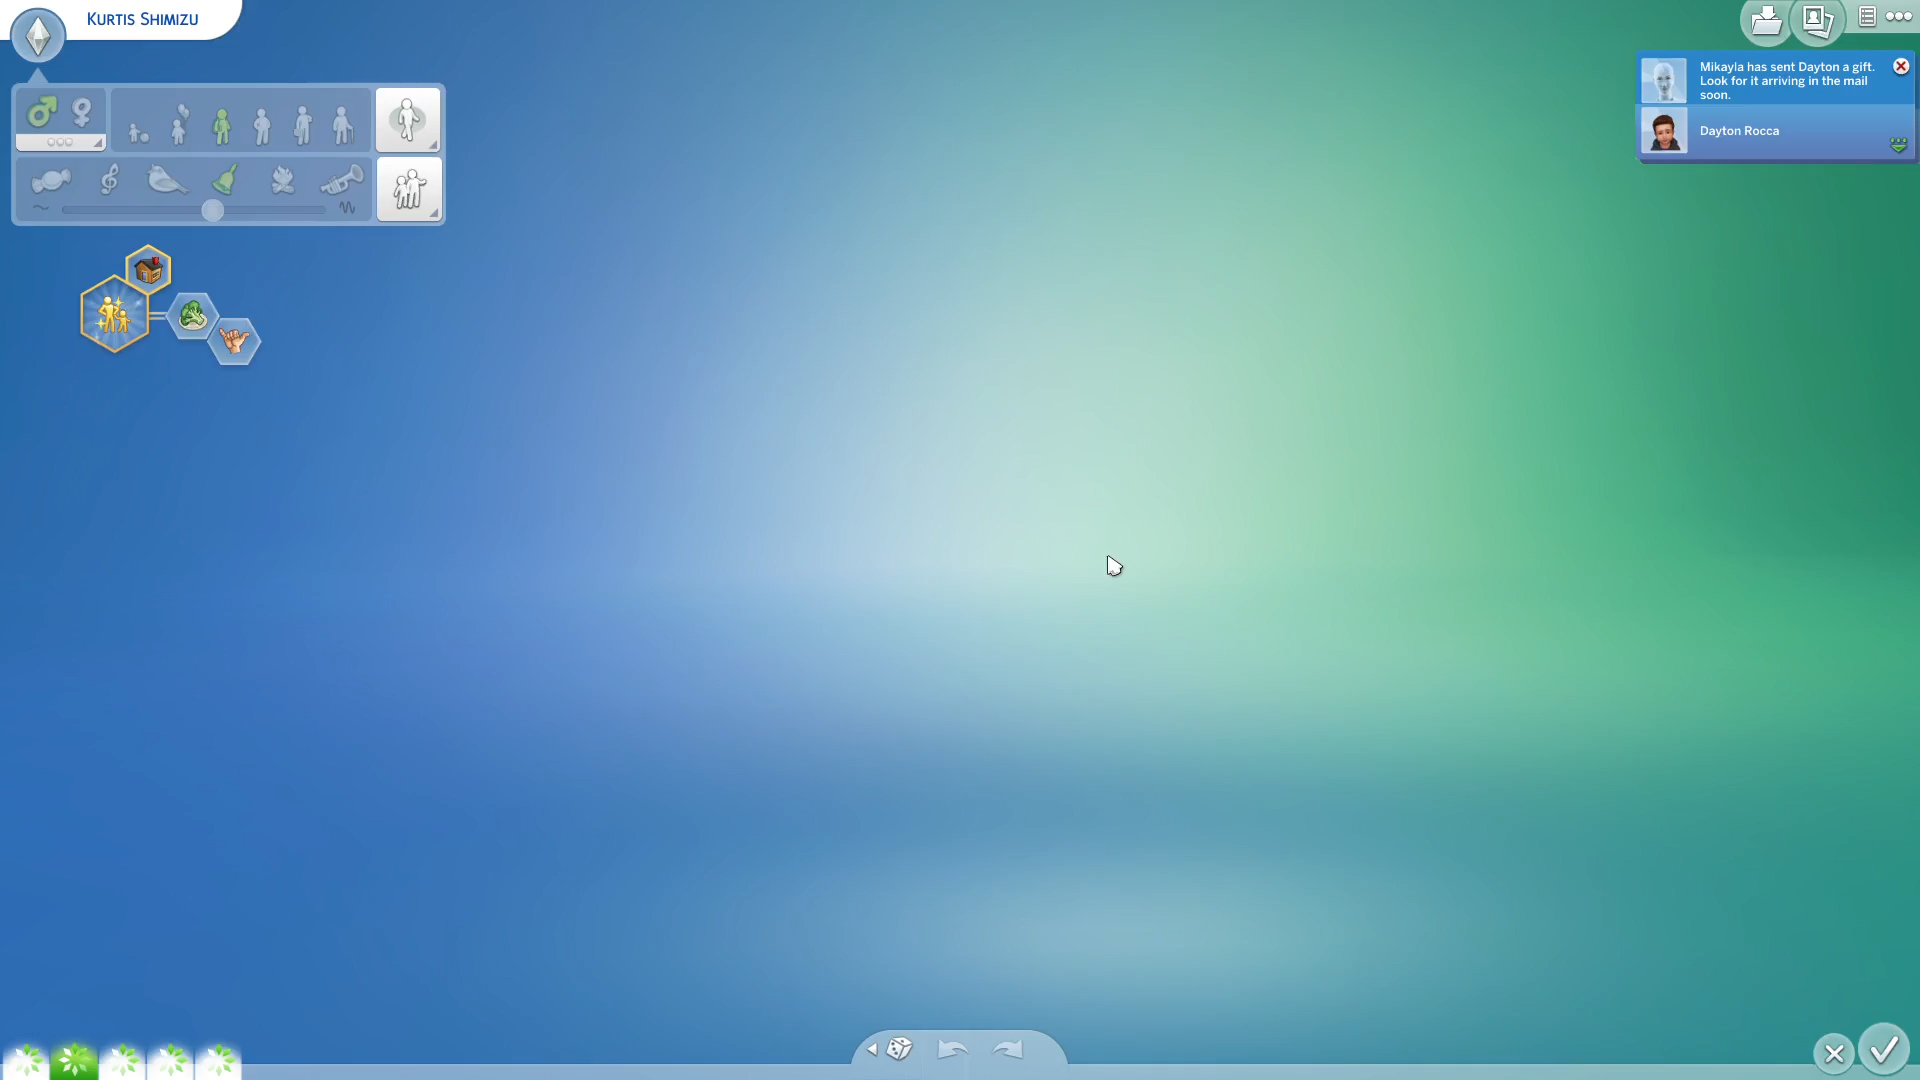 Kurtis Shimizu
Mikayla has sent Dayton a gift.
Look for it arriving in the mail
soon.
Dayton Rocca